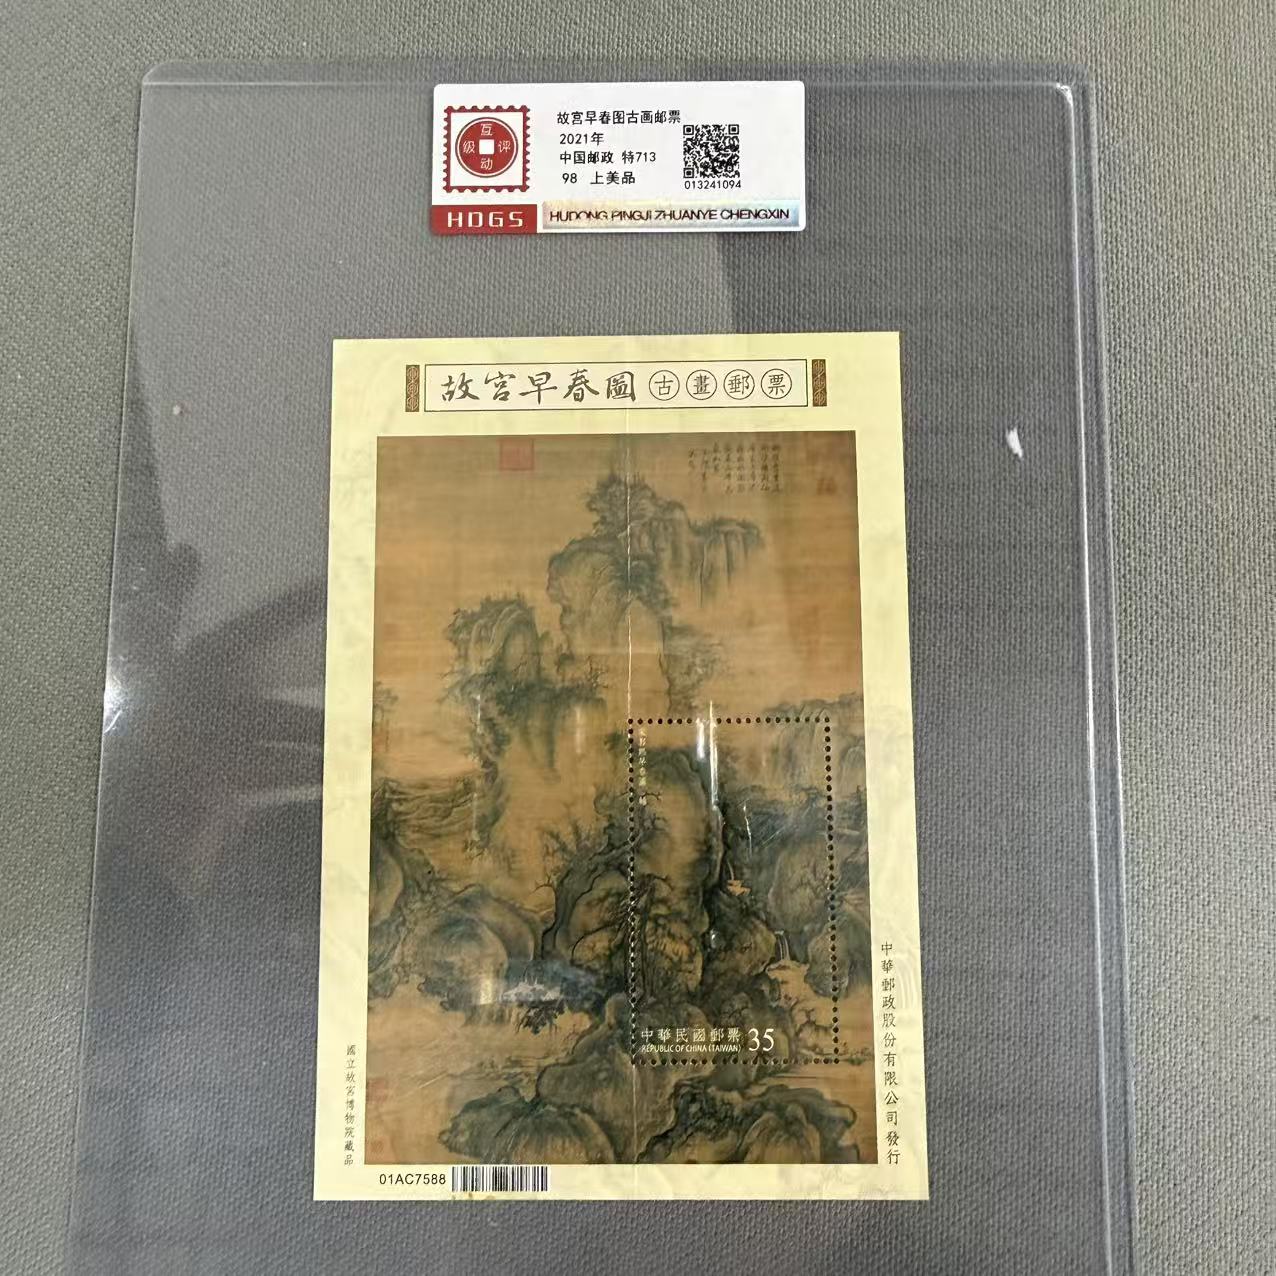 互
级 评
动
HDGS
故宫早春图古画邮票
2021年
中国邮政 特713
98 上美品
013241094
HUDONG PINGJI ZHUANYE CHENGXIN
故宮早春圖古畫郵票
中華民國郵票 35
REPUBLIC OF CHINA (TAIWAN)
國立故宮博物院藏品
中華郵政股份有限公司發行
01AC7588